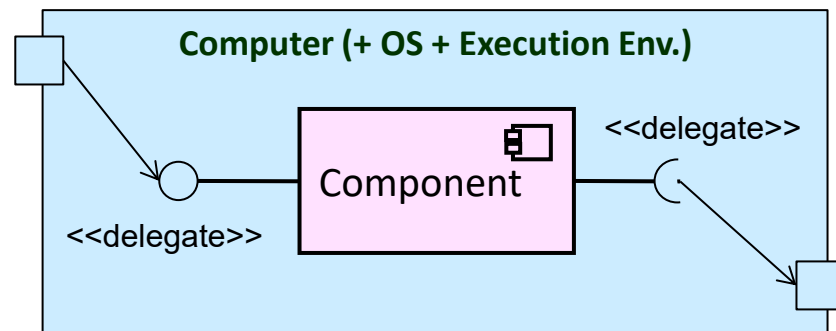 Computer (+ OS + Execution Env.)
<<delegate>>
Component
<<delegate>>